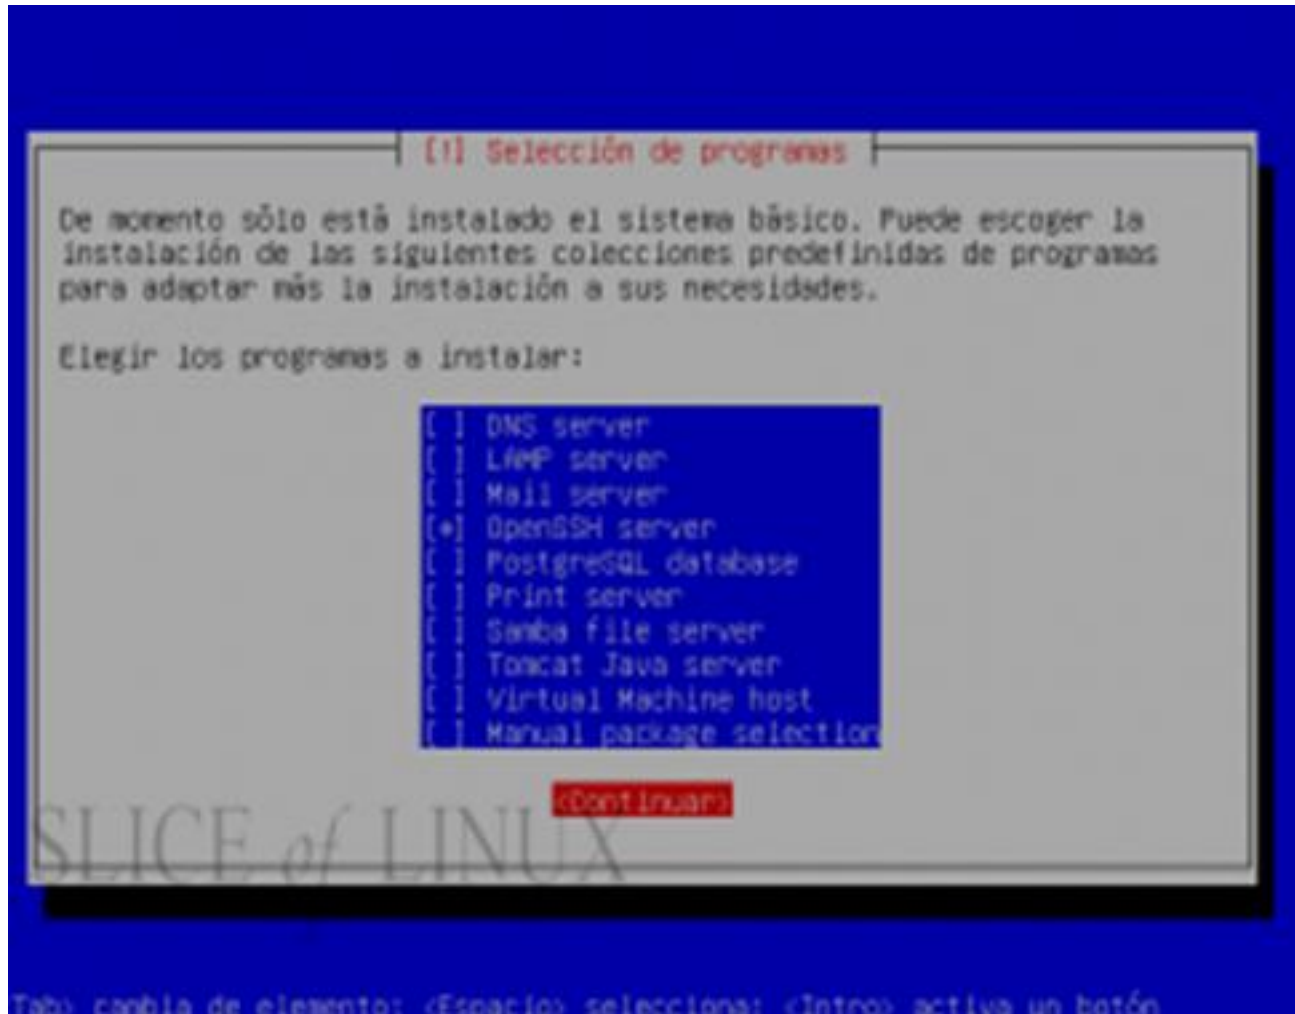 [!] Selección de programas
De momento sólo está instalado el sistema básico. Puede escoger la
instalación de las siguientes colecciones predefinidas de programas
para adaptar más la instalación a sus necesidades.
Elegir los programas a instalar:
[ ] DNS server
[ ] LAMP server
[ ] Mail server
[*] OpenSSH server
[ ] PostgreSQL database
[ ] Print server
[ ] Samba file server
[ ] Tomcat Java server
[ ] Virtual Machine host
[ ] Manual package selection
<Continuar>
SLICE of LINUX
Tab> cambia de elemento; <Espacio> selecciona; <Intro> activa un botón